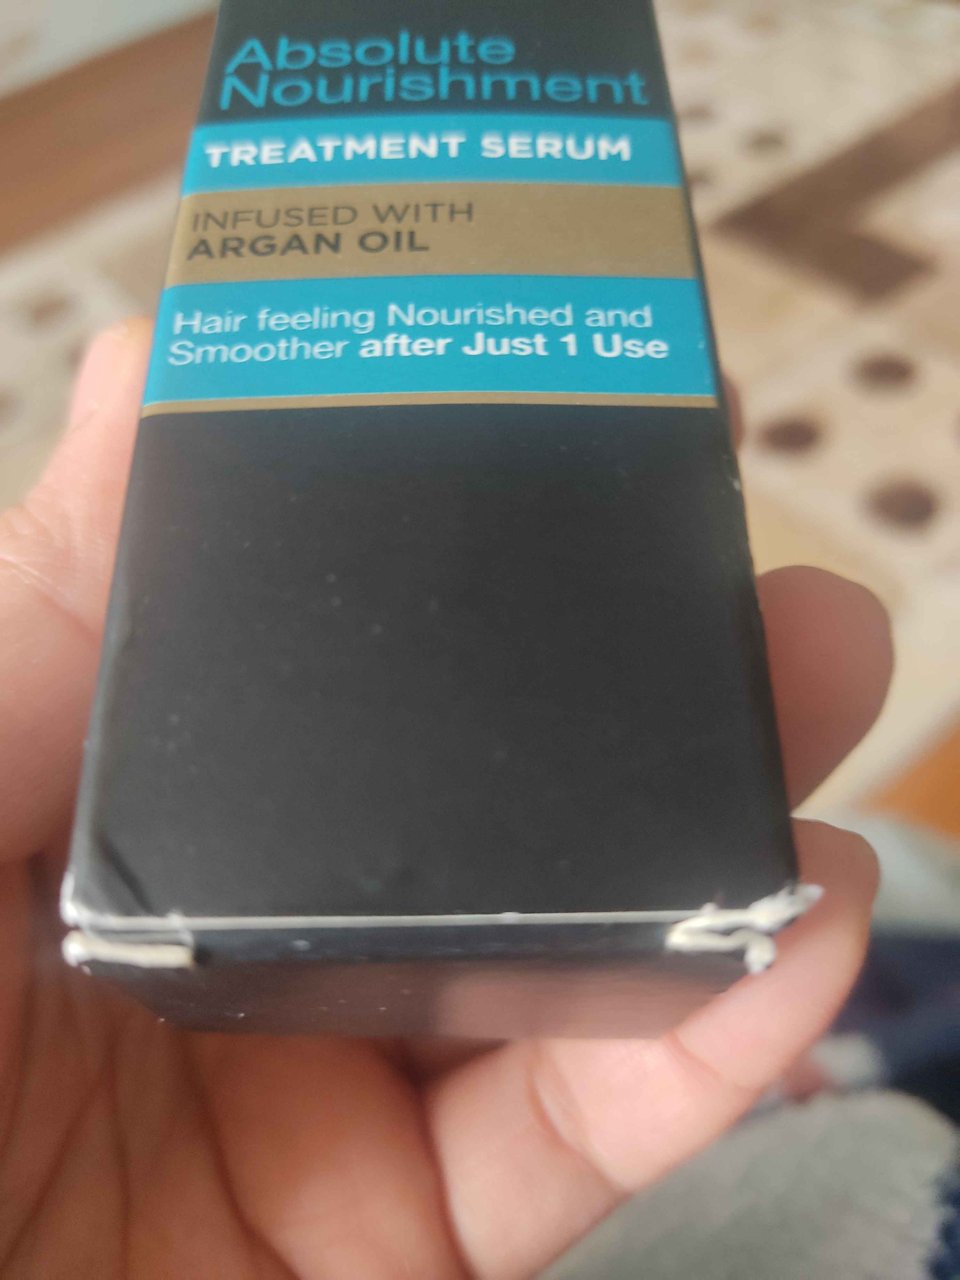 Absolute
Nourishment
TREATMENT SERUM
INFUSED WITH
ARGAN OIL
Hair feeling Nourished and
Smoother after Just 1 Use